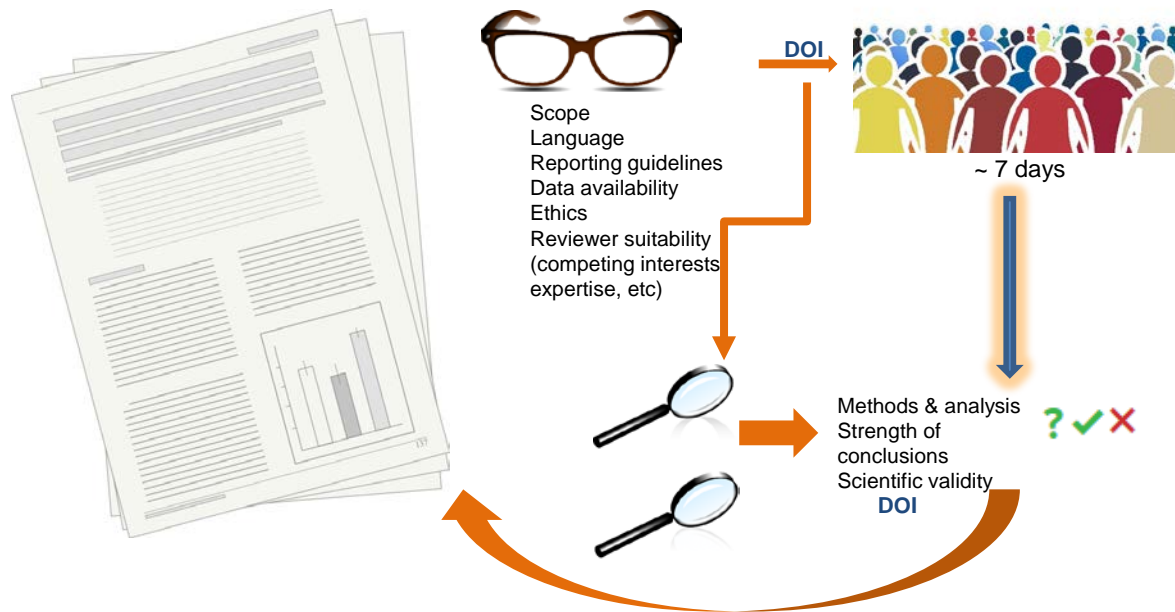 DOI
Scope
Language
Reporting guidelines
Data availability
Ethics
Reviewer suitability
(competing interests
expertise, etc)
~ 7 days
Methods & analysis
Strength of
conclusions
Scientific validity
DOI
? ✓ ✕